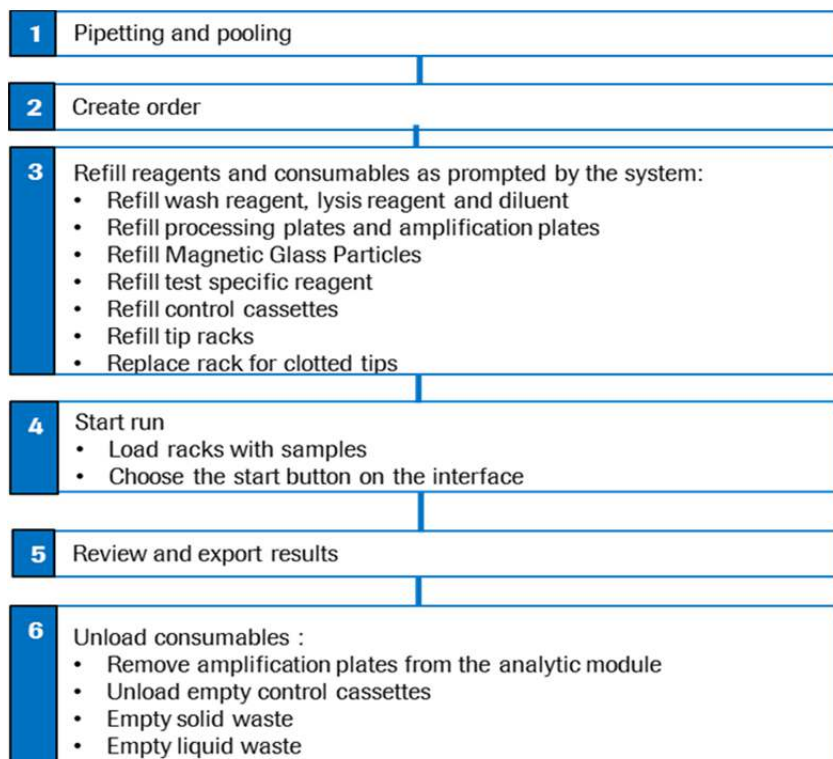 1 Pipetting and pooling
2 Create order
3 Refill reagents and consumables as prompted by the system:
• Refill wash reagent, lysis reagent and diluent
• Refill processing plates and amplification plates
• Refill Magnetic Glass Particles
• Refill test specific reagent
• Refill control cassettes
• Refill tip racks
• Replace rack for clotted tips
4 Start run
• Load racks with samples
• Choose the start button on the interface
5 Review and export results
6 Unload consumables :
• Remove amplification plates from the analytic module
• Unload empty control cassettes
• Empty solid waste
• Empty liquid waste